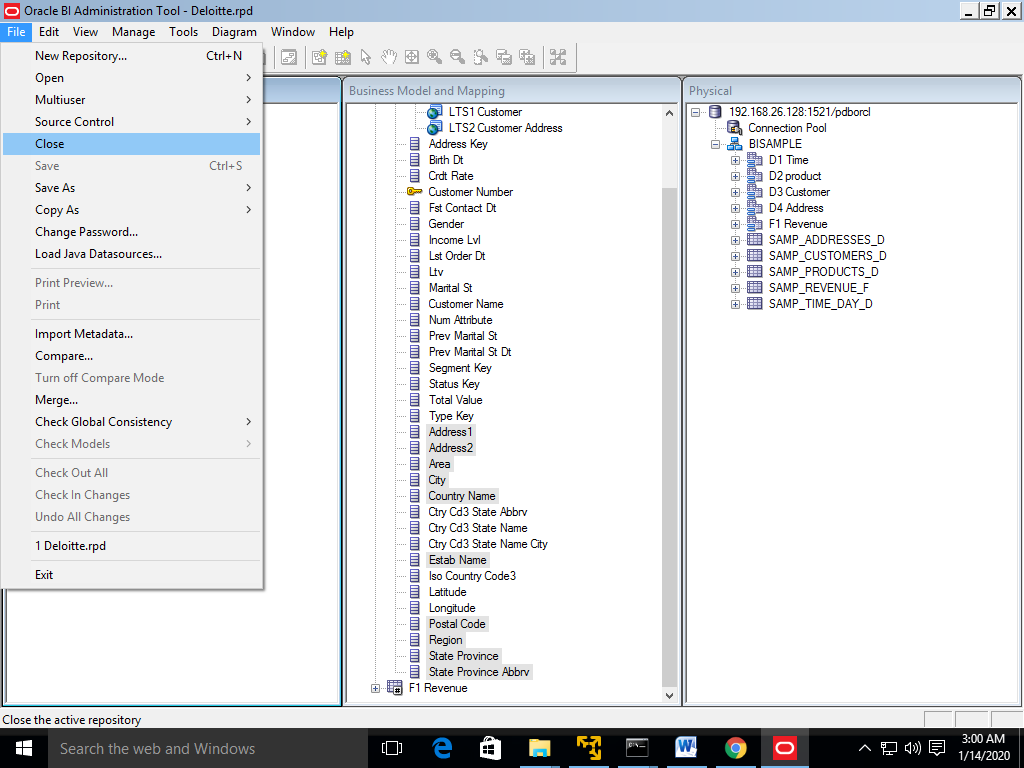 Oracle BI Administration Tool - Deloitte.rpd
File Edit View Manage Tools Diagram Window Help
New Repository... Ctrl+N
Open
Multiuser
Source Control
Close
Save Ctrl+S
Save As
Copy As
Change Password...
Load Java Datasources...
Print Preview...
Print
Import Metadata...
Compare...
Turn off Compare Mode
Merge...
Check Global Consistency
Check Models
Check Out All
Check In Changes
Undo All Changes
1 Deloitte.rpd
Exit
Business Model and Mapping
LTS1 Customer
LTS2 Customer Address
Address Key
Birth Dt
Crdt Rate
Customer Number
Fst Contact Dt
Gender
Income Lvl
Lst Order Dt
Ltv
Marital St
Customer Name
Num Attribute
Prev Marital St
Prev Marital St Dt
Segment Key
Status Key
Total Value
Type Key
Address1
Address2
Area
City
Country Name
Ctry Cd3 State Abbrv
Ctry Cd3 State Name
Ctry Cd3 State Name City
Estab Name
Iso Country Code3
Latitude
Longitude
Postal Code
Region
State Province
State Province Abbrv
F1 Revenue
Physical
192.168.26.128:1521/pdborcl
Connection Pool
BISAMPLE
D1 Time
D2 product
D3 Customer
D4 Address
F1 Revenue
SAMP_ADDRESSES_D
SAMP_CUSTOMERS_D
SAMP_PRODUCTS_D
SAMP_REVENUE_F
SAMP_TIME_DAY_D
Close the active repository
Search the web and Windows
3:00 AM
1/14/2020